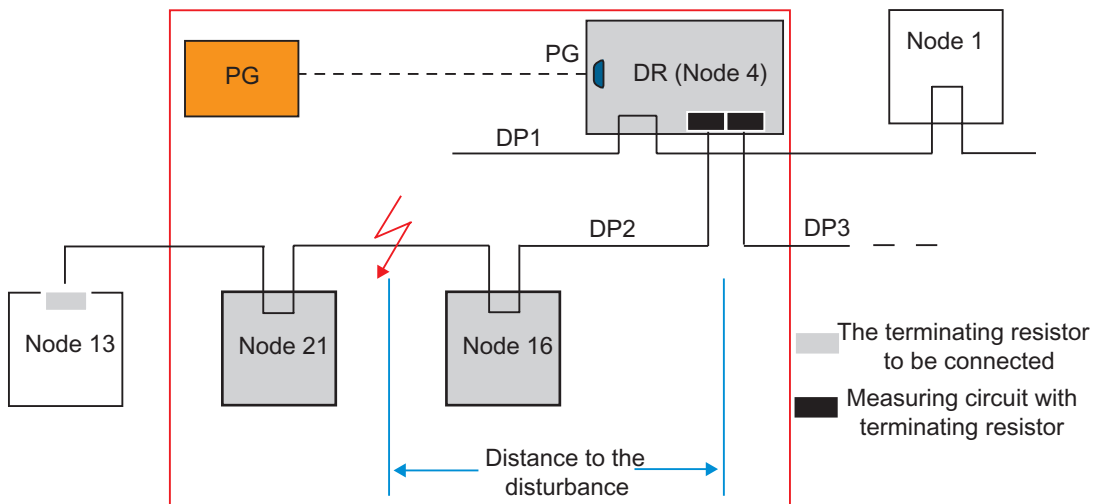 Node 1
PG
DR (Node 4)
PG
DP1
DP2
DP3
Node 13
Node 21
Node 16
The terminating resistor
to be connected
Measuring circuit with
terminating resistor
Distance to the
disturbance